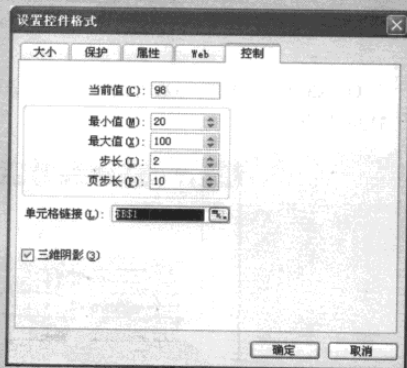 设置控件格式
大小 保护 属性 Web 控制
当前值(C): 98
最小值(M): 20
最大值(X): 100
步长(I): 2
页步长(P): 10
单元格链接(L): $B$1
三维阴影(3)
确定 取消